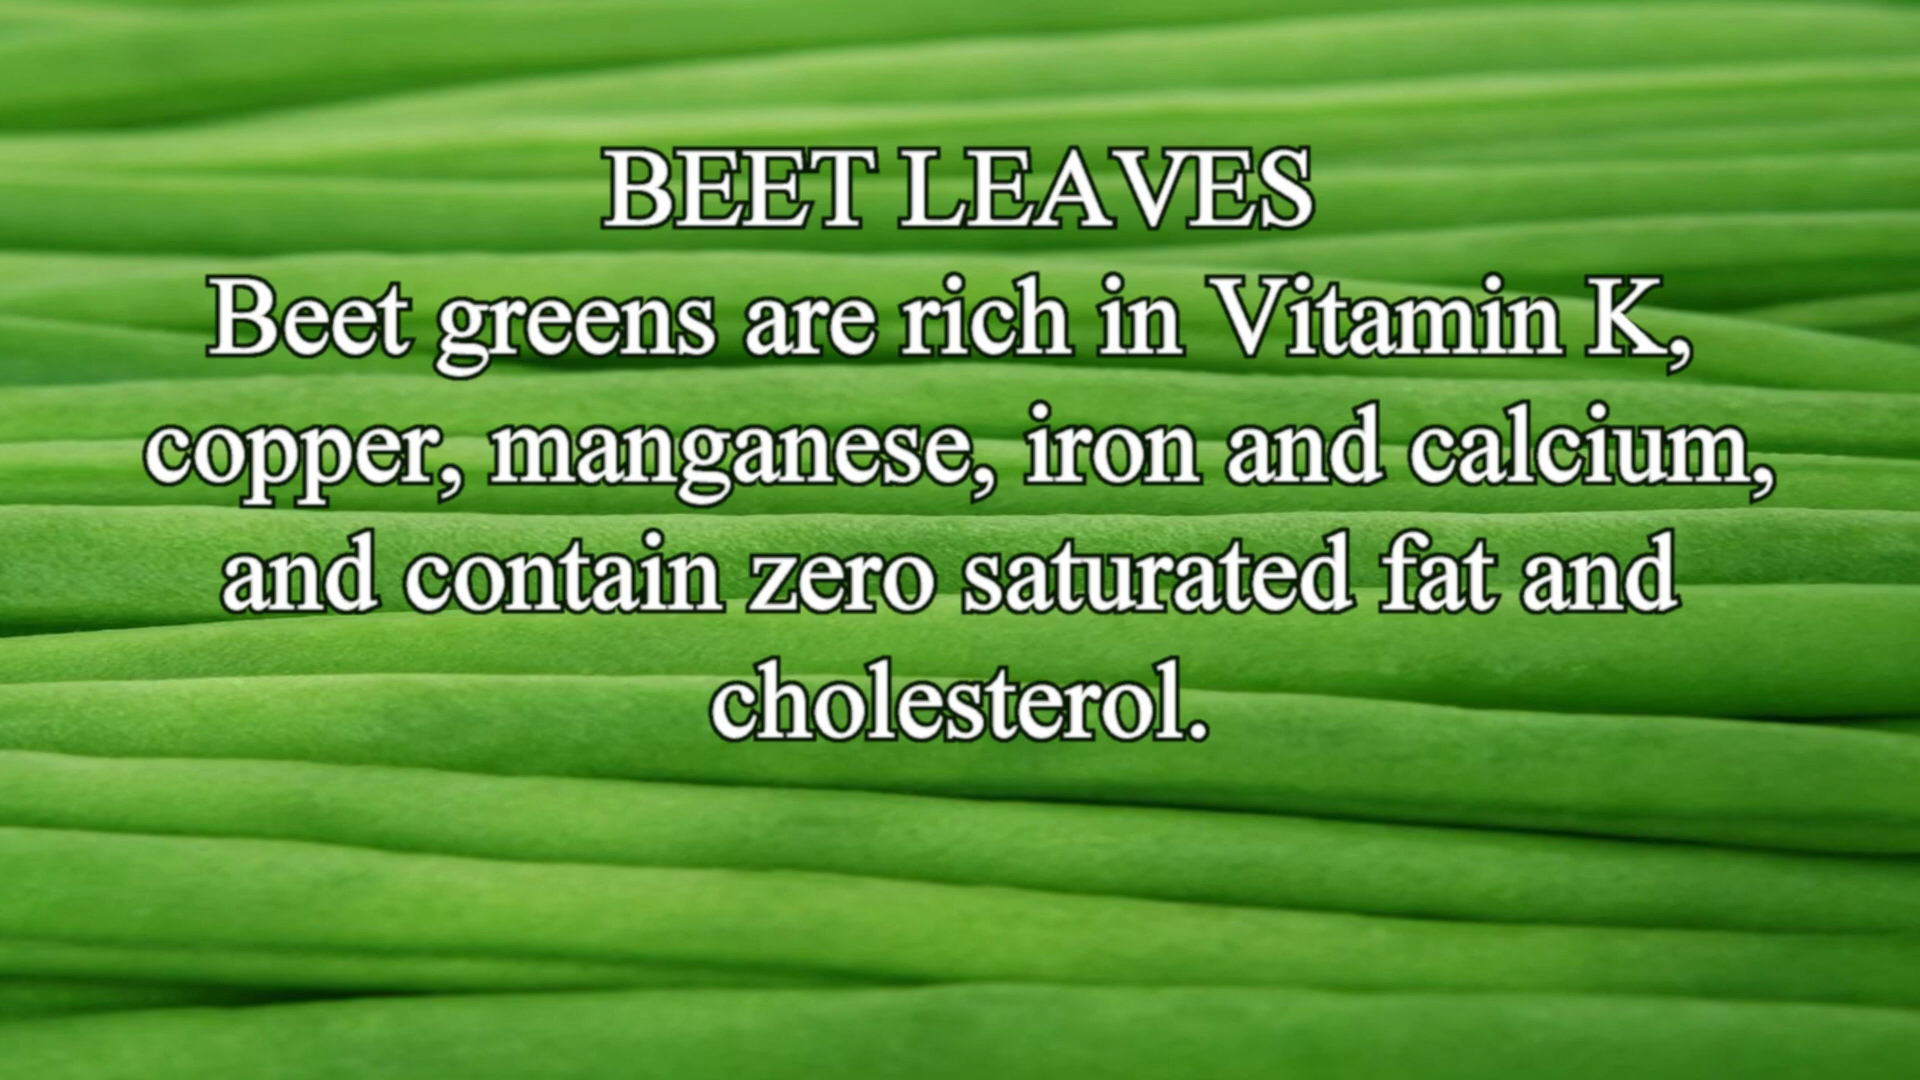 BEET LEAVES
Beet greens are rich in Vitamin K,
copper, manganese, iron and calcium,
and contain zero saturated fat and
cholesterol.